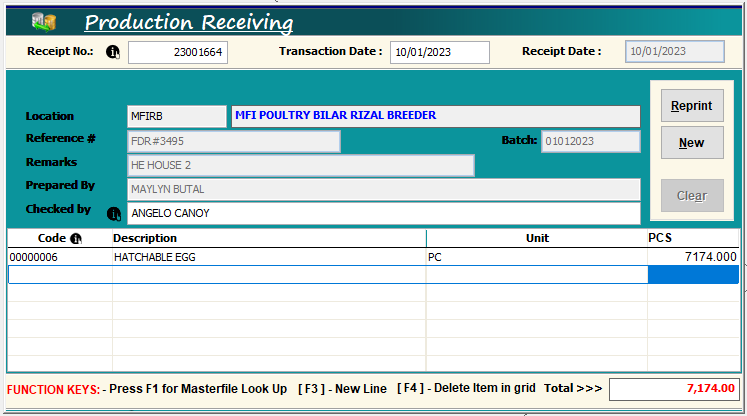 Production Receiving
Receipt No.: 23001664 Transaction Date : 10/01/2023 Receipt Date : 10/01/2023
Location MFIRB MFI POULTRY BILAR RIZAL BREEDER
Reprint
Reference # FDR#3495 Batch: 01012023
New
Remarks HE HOUSE 2
Prepared By MAYLYN BUTAL
Clear
Checked by ANGELO CANOY
Code Description Unit PCS
00000006 HATCHABLE EGG PC 7174.000
FUNCTION KEYS: - Press F1 for Masterfile Look Up [ F3 ] - New Line [ F4 ] - Delete Item in grid Total >>> 7,174.00